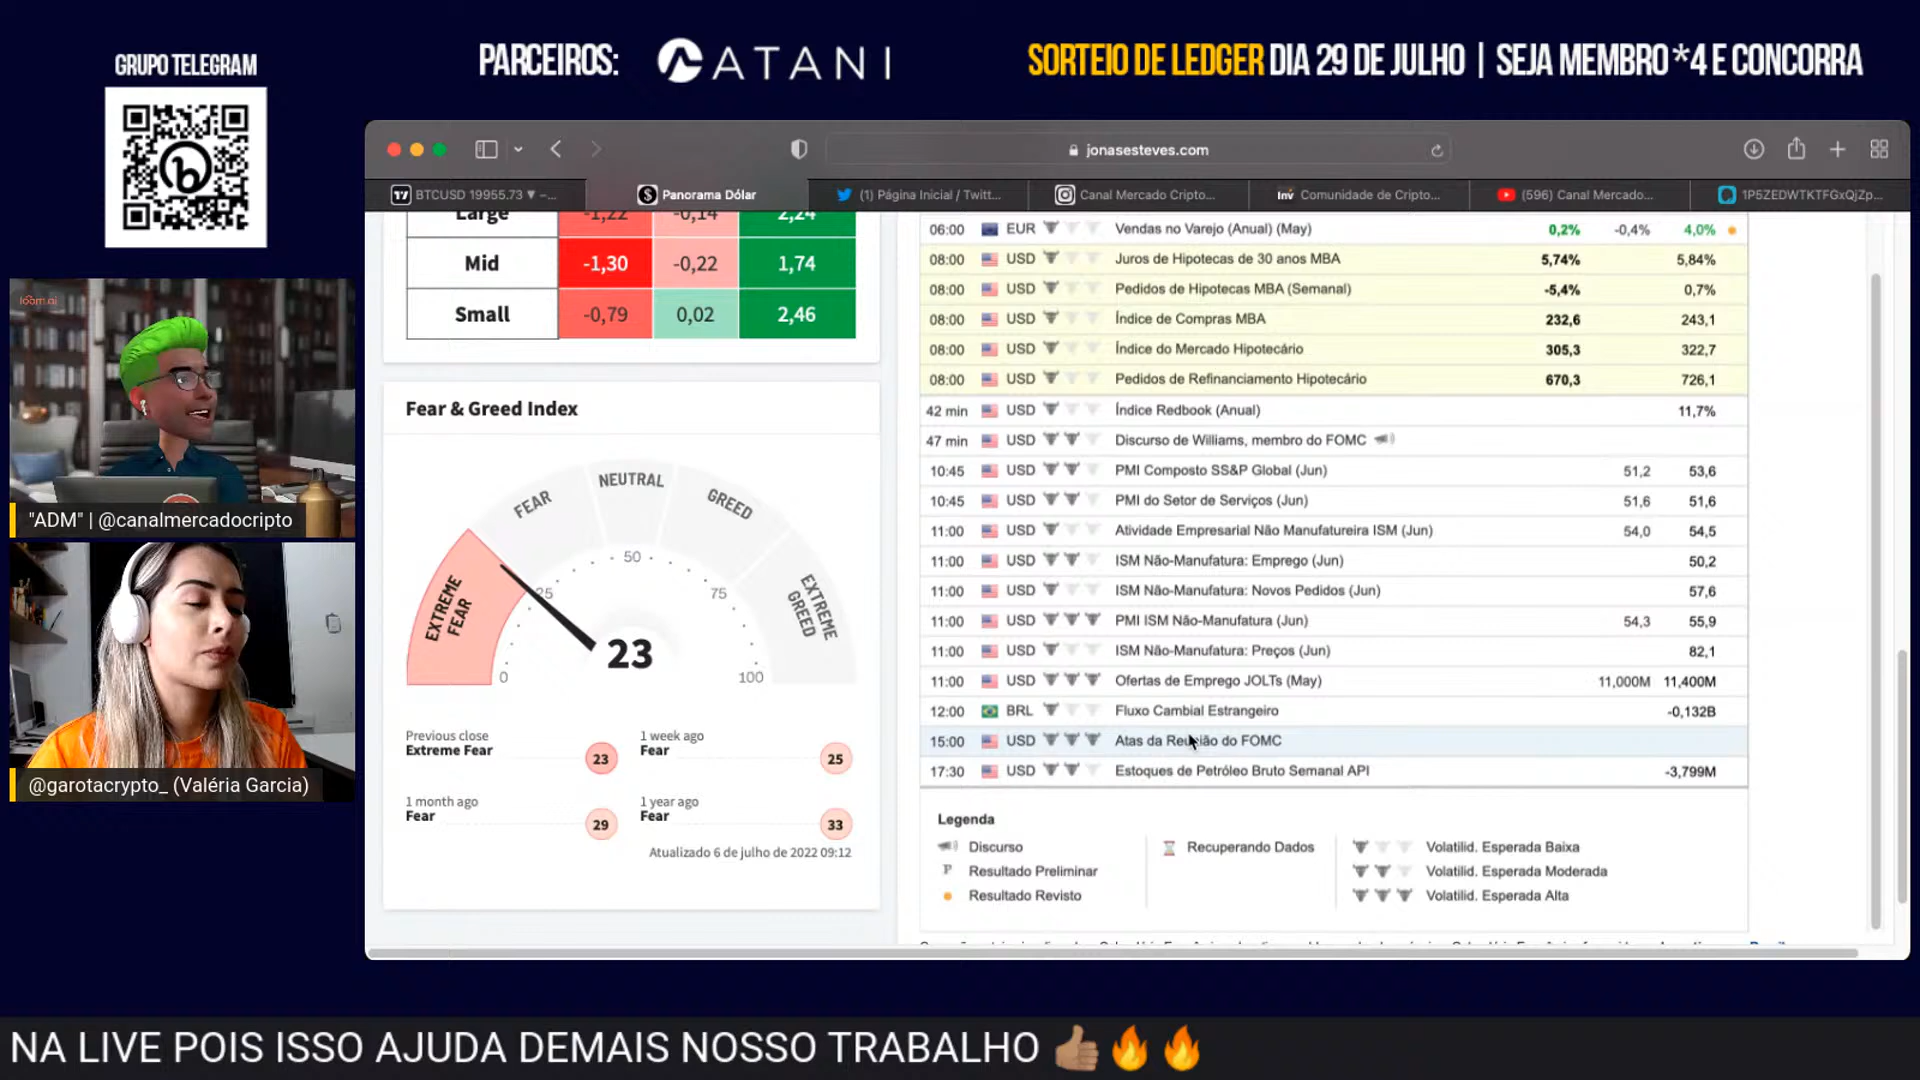 GRUPO TELEGRAM
PARCEIROS:
ATANI
SORTEIO DE LEDGER DIA 29 DE JULHO | SEJA MEMBRO *4 E CONCORRA
loom.ai
"ADM" | @canalmercadocripto
@garotacrypto_ (Valéria Garcia)
jonasesteves.com
BTCUSD 19955.73 ▼ −...
Panorama Dólar
(1) Página Inicial / Twitt...
Canal Mercado Cripto...
Inv Comunidade de Cripto...
(596) Canal Mercado...
1P5ZEDWTKTFGxQjZp...
Large -1,22 -0,14 2,24
Mid -1,30 -0,22 1,74
Small -0,79 0,02 2,46
Fear & Greed Index
EXTREME FEAR
FEAR
NEUTRAL
GREED
EXTREME GREED
0
25
50
75
100
23
Previous close
Extreme Fear
23
1 week ago
Fear
25
1 month ago
Fear
29
1 year ago
Fear
33
Atualizado 6 de julho de 2022 09:12
06:00 EUR Vendas no Varejo (Anual) (May) 0,2% -0,4% 4,0%
08:00 USD Juros de Hipotecas de 30 anos MBA 5,74% 5,84%
08:00 USD Pedidos de Hipotecas MBA (Semanal) -5,4% 0,7%
08:00 USD Índice de Compras MBA 232,6 243,1
08:00 USD Índice do Mercado Hipotecário 305,3 322,7
08:00 USD Pedidos de Refinanciamento Hipotecário 670,3 726,1
42 min USD Índice Redbook (Anual) 11,7%
47 min USD Discurso de Williams, membro do FOMC
10:45 USD PMI Composto SS&P Global (Jun) 51,2 53,6
10:45 USD PMI do Setor de Serviços (Jun) 51,6 51,6
11:00 USD Atividade Empresarial Não Manufatureira ISM (Jun) 54,0 54,5
11:00 USD ISM Não-Manufatura: Emprego (Jun) 50,2
11:00 USD ISM Não-Manufatura: Novos Pedidos (Jun) 57,6
11:00 USD PMI ISM Não-Manufatura (Jun) 54,3 55,9
11:00 USD ISM Não-Manufatura: Preços (Jun) 82,1
11:00 USD Ofertas de Emprego JOLTs (May) 11,000M 11,400M
12:00 BRL Fluxo Cambial Estrangeiro -0,132B
15:00 USD Atas da Reunião do FOMC
17:30 USD Estoques de Petróleo Bruto Semanal API -3,799M
Legenda
Discurso
P Resultado Preliminar
Resultado Revisto
Recuperando Dados
Volatilid. Esperada Baixa
Volatilid. Esperada Moderada
Volatilid. Esperada Alta
NA LIVE POIS ISSO AJUDA DEMAIS NOSSO TRABALHO 👍🏽🔥🔥